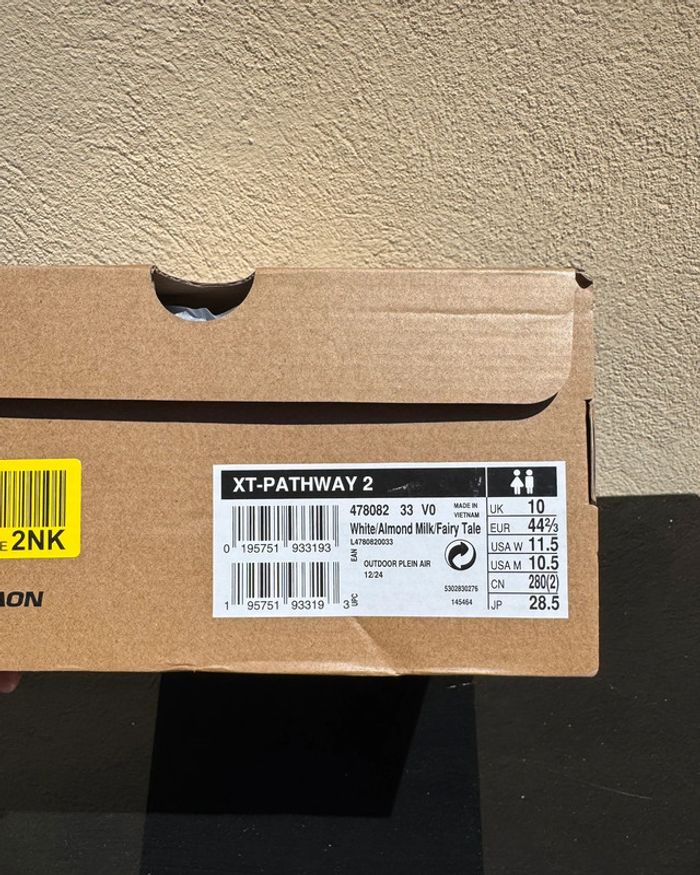 XT-PATHWAY 2
478082 33 V0
MADE IN
VIETNAM
White/Almond Milk/Fairy Tale
L4780820033
0 195751 933193
EAN
OUTDOOR PLEIN AIR
12/24
5302830276
145464
1 95751 93319 3
UPC
UK 10
EUR 44⅔
USA W 11.5
USA M 10.5
CN 280(2)
JP 28.5
E 2NK